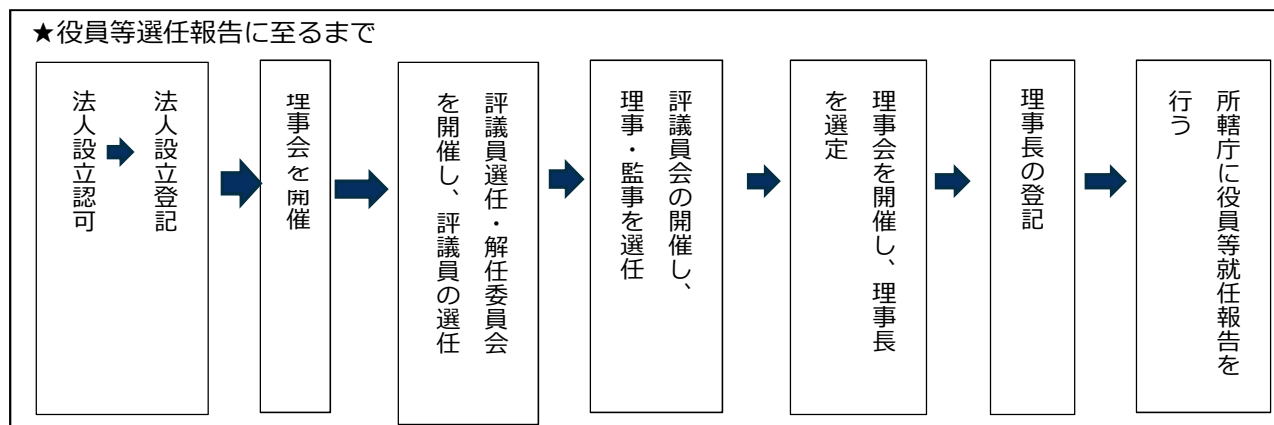 ★役員等選任報告に至るまで
法人設立認可
法人設立登記
理事会を開催
評議員選任・解任委員会
を開催し、評議員の選任
評議員会の開催し、
理事・監事を選任
理事会を開催し、理事長
を選定
理事長の登記
所轄庁に役員等就任報告を
行う